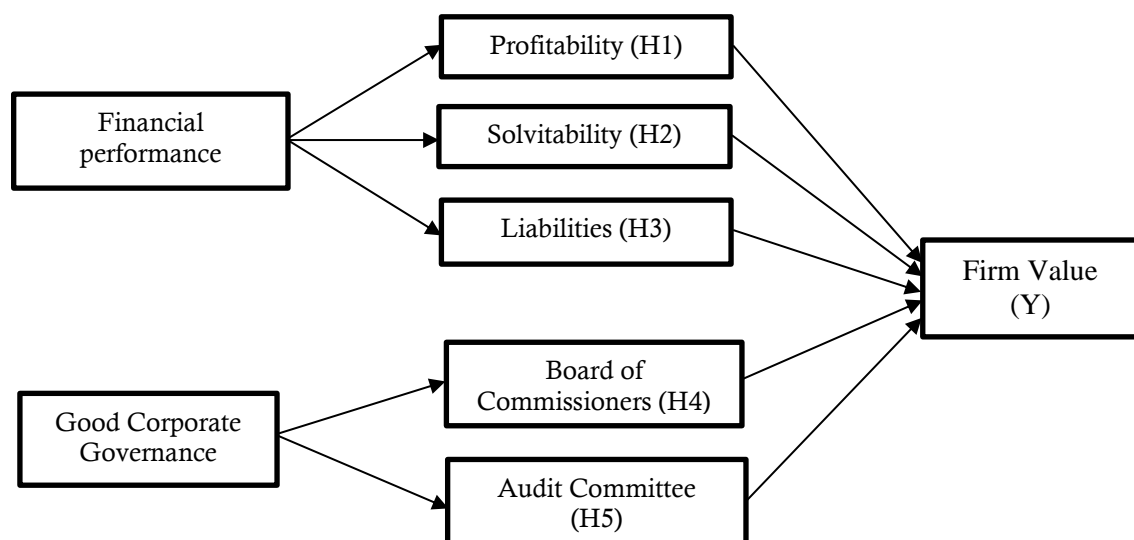 Profitability (H1)
Financial
performance
Solvitability (H2)
Liabilities (H3)
Firm Value
(Y)
Board of
Commissioners (H4)
Good Corporate
Governance
Audit Committee
(H5)